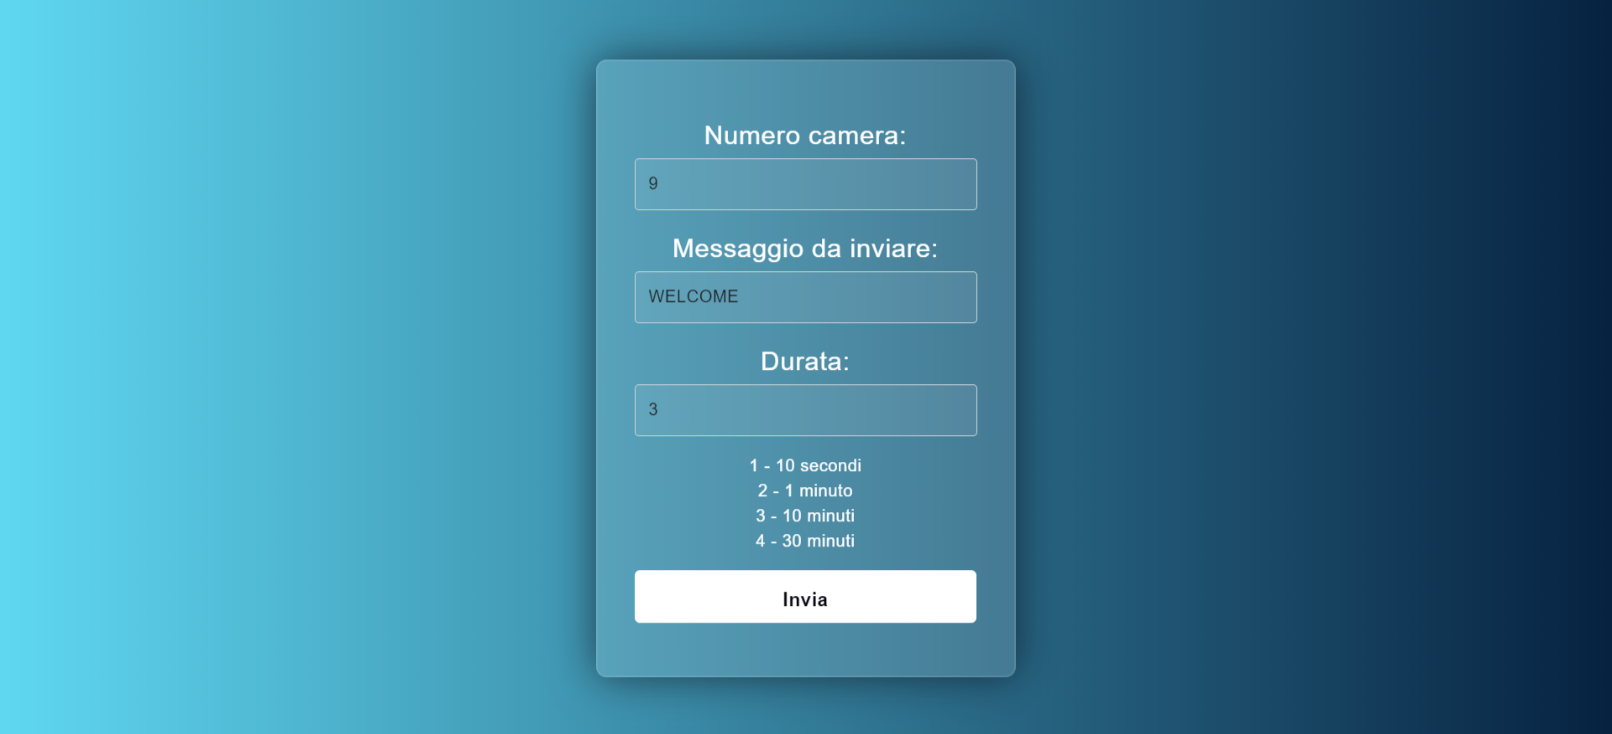 Numero camera:
9
Messaggio da inviare:
WELCOME
Durata:
3
1 - 10 secondi
2 - 1 minuto
3 - 10 minuti
4 - 30 minuti
Invia